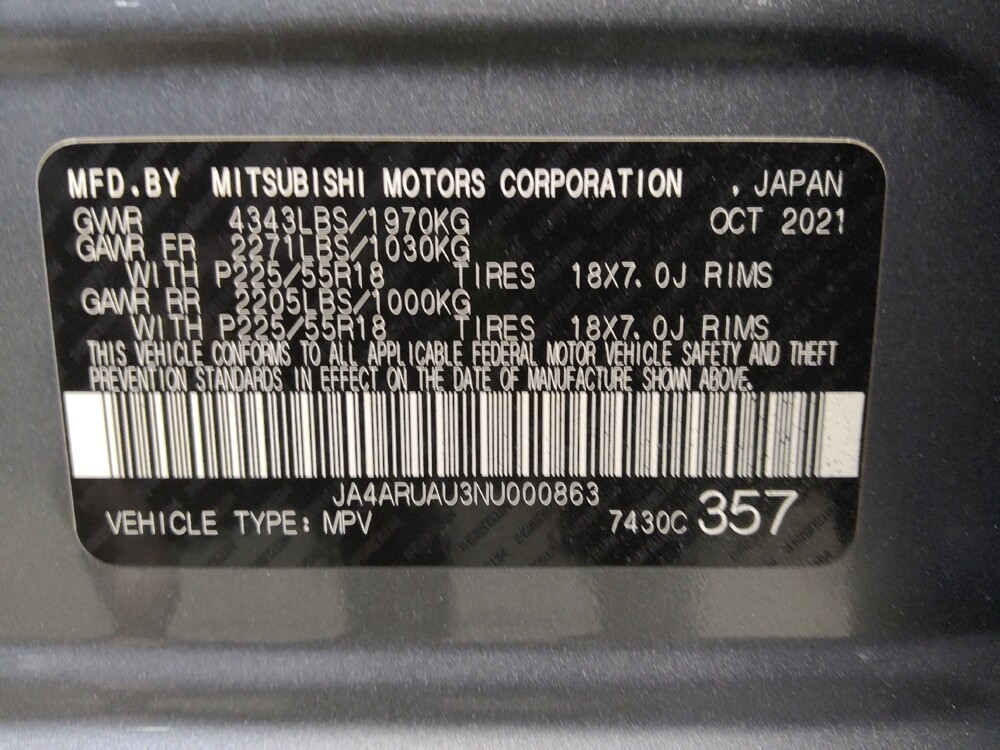 MFD.BY MITSUBISHI MOTORS CORPORATION , JAPAN
GVWR 4343LBS/1970KG OCT 2021
GAWR FR 2271LBS/1030KG
WITH P225/55R18 TIRES 18X7.0J RIMS
GAWR RR 2205LBS/1000KG
WITH P225/55R18 TIRES 18X7.0J RIMS
THIS VEHICLE CONFORMS TO ALL APPLICABLE FEDERAL MOTOR VEHICLE SAFETY AND THEFT
PREVENTION STANDARDS IN EFFECT ON THE DATE OF MANUFACTURE SHOWN ABOVE.
JA4ARUAU3NU000863
VEHICLE TYPE: MPV 7430C 357